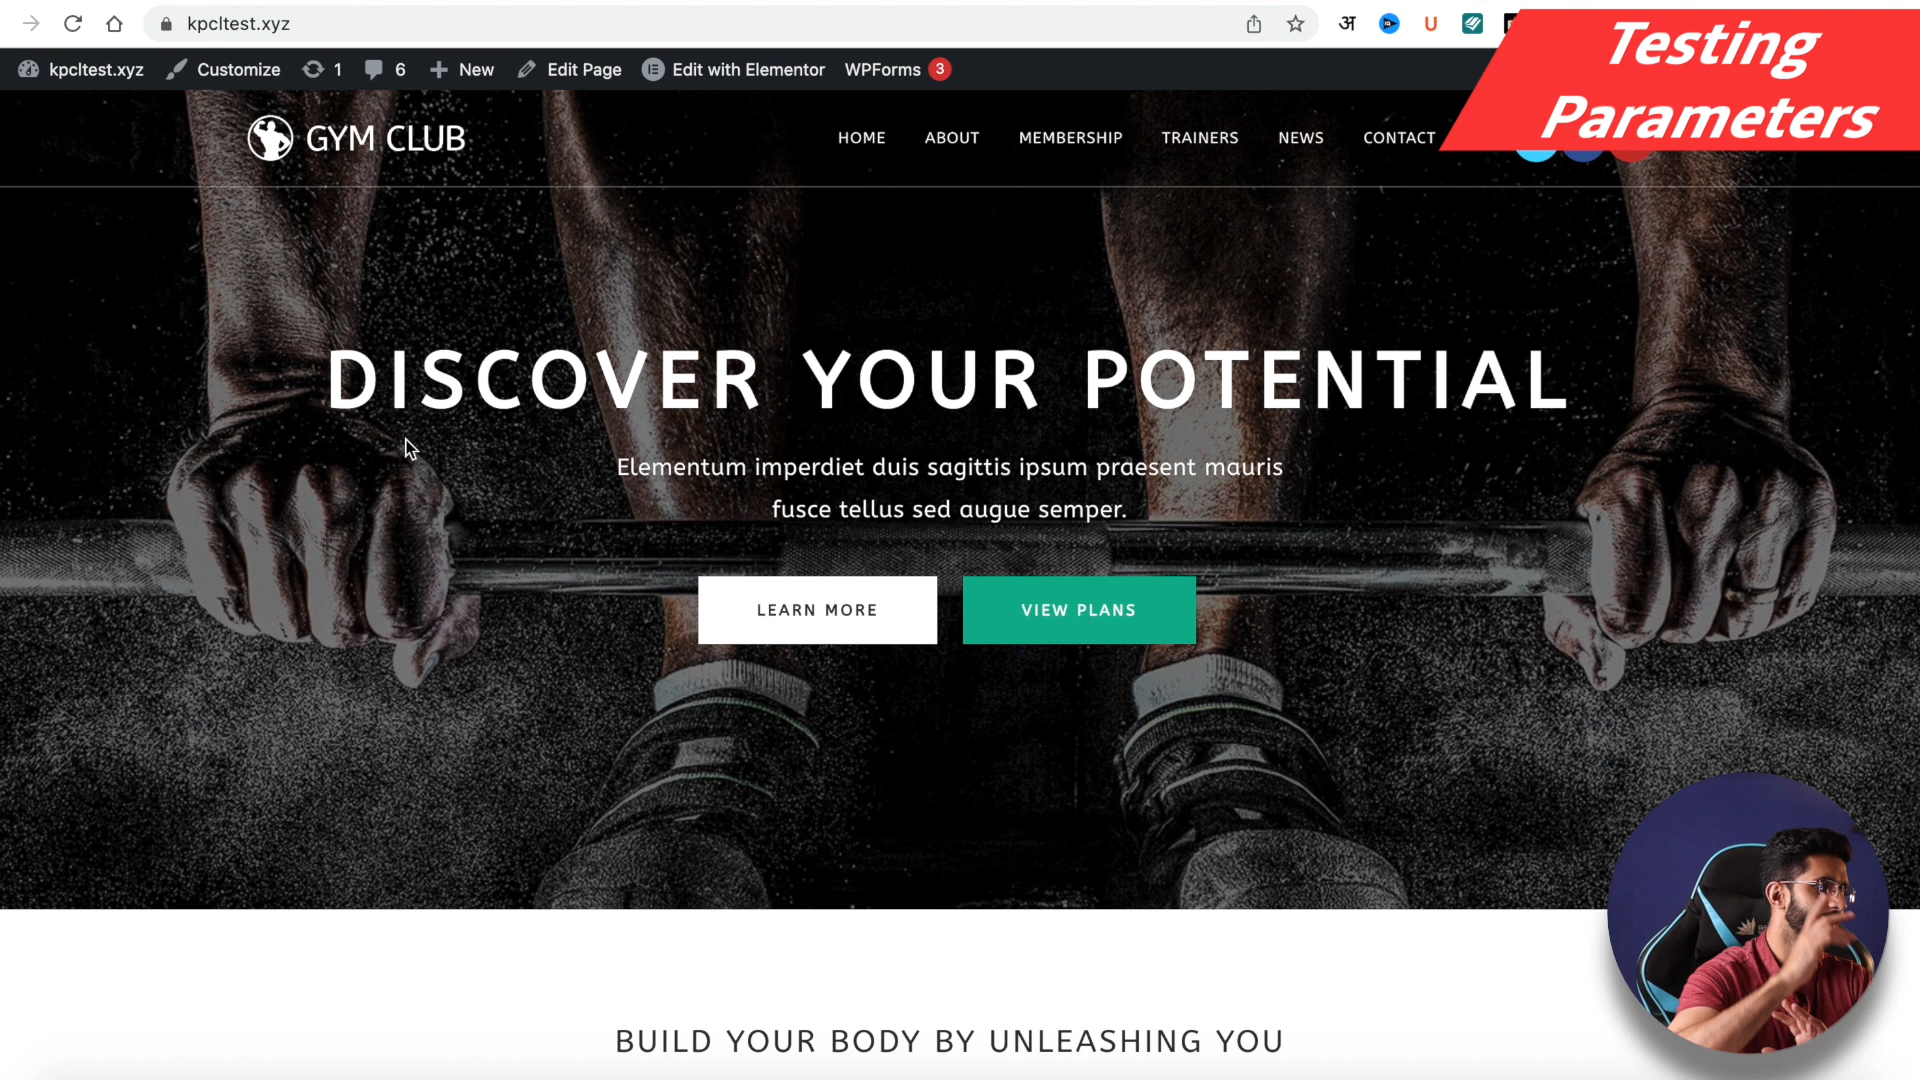 kpcltest.xyz
अ
U
Testing
Parameters
kpcltest.xyz Customize 1 6 New Edit Page Edit with Elementor WPForms 3
GYM CLUB
HOME ABOUT MEMBERSHIP TRAINERS NEWS CONTACT
DISCOVER YOUR POTENTIAL
Elementum imperdiet duis sagittis ipsum praesent mauris
fusce tellus sed augue semper.
LEARN MORE VIEW PLANS
BUILD YOUR BODY BY UNLEASHING YOU